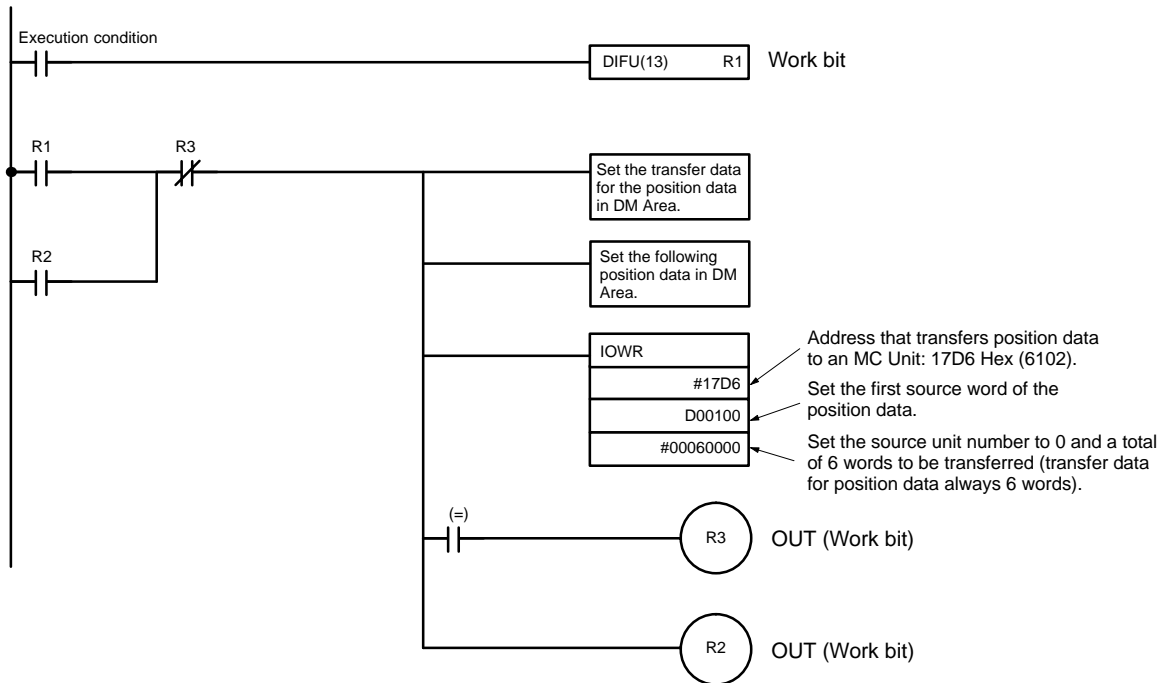 Execution condition
DIFU(13) R1 Work bit
R1 R3
Set the transfer data
for the position data
in DM Area.
R2
Set the following
position data in DM
Area.
IOWR
#17D6
D00100
#00060000
Address that transfers position data
to an MC Unit: 17D6 Hex (6102).
Set the first source word of the
position data.
Set the source unit number to 0 and a total
of 6 words to be transferred (transfer data
for position data always 6 words).
(=)
R3 OUT (Work bit)
R2 OUT (Work bit)